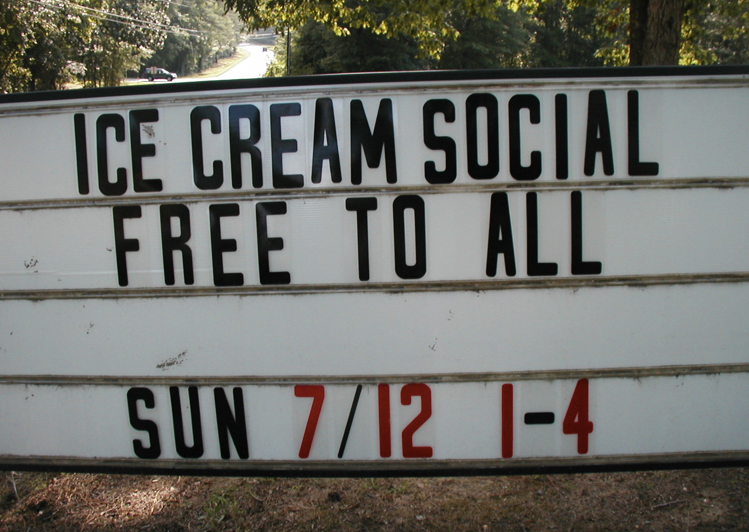 ICE CREAM SOCIAL
FREE TO ALL
SUN 7/12 1-4